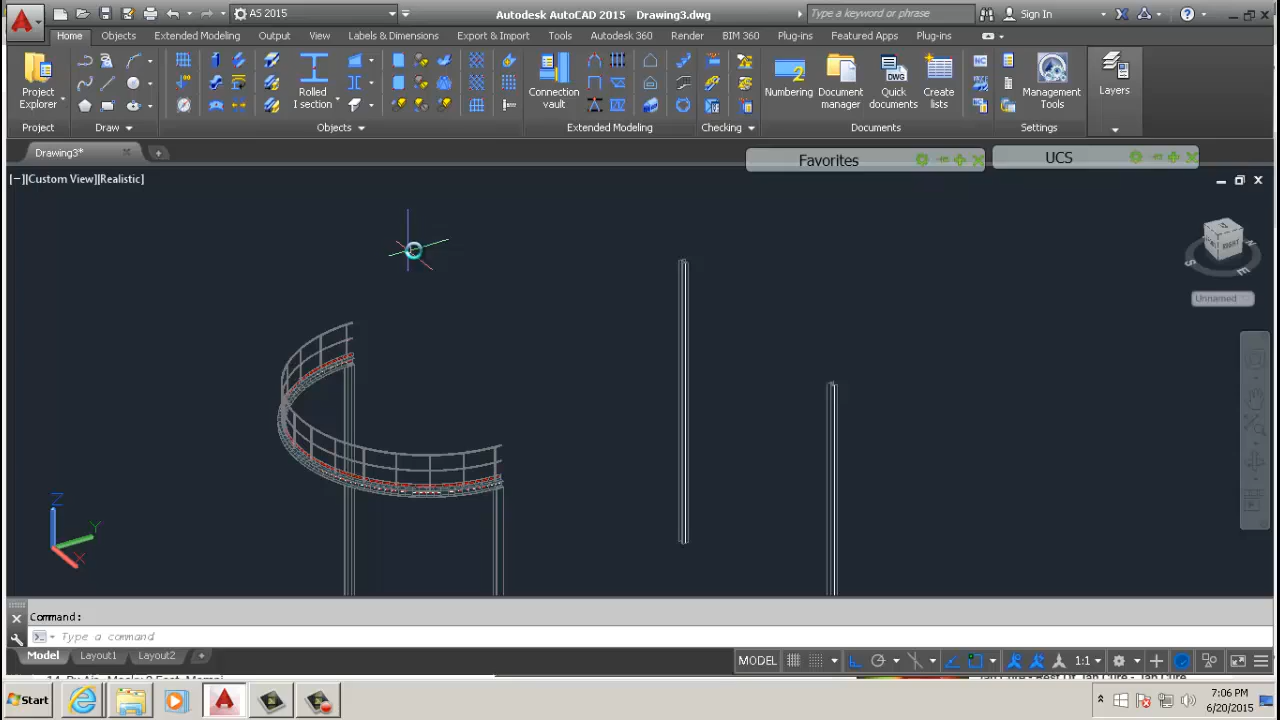 AS 2015
Autodesk AutoCAD 2015 Drawing3.dwg
Type a keyword or phrase
Sign In
Home Objects Extended Modeling Output View Labels & Dimensions Export & Import Tools Autodesk 360 Render BIM 360 Plug-ins Featured Apps Plug-ins
Project
Explorer
Rolled
I section
Connection
vault
Numbering
Document
manager
Quick
documents
Create
lists
Management
Tools
Layers
Project Draw Objects Extended Modeling Checking Documents Settings
Drawing3*
Favorites
UCS
[−][Custom View][Realistic]
Unnamed
Z
Y
X
Command:
Type a command
Model Layout1 Layout2
MODEL
1:1
Start
7:06 PM
6/20/2015